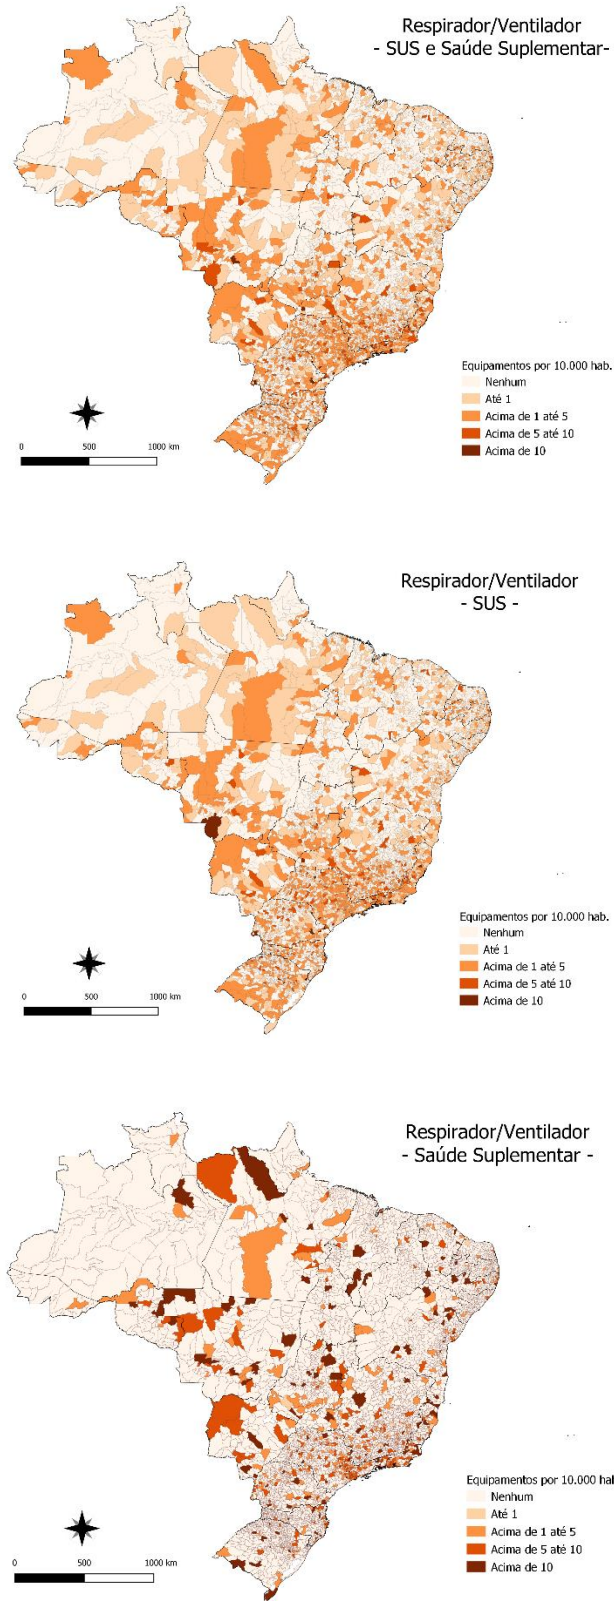 Respirador/Ventilador
- SUS e Saúde Suplementar-
Equipamentos por 10.000 hab.
Nenhum
Até 1
Acima de 1 até 5
Acima de 5 até 10
Acima de 10
0 500 1000 km
Respirador/Ventilador
- SUS -
Equipamentos por 10.000 hab.
Nenhum
Até 1
Acima de 1 até 5
Acima de 5 até 10
Acima de 10
0 500 1000 km
Respirador/Ventilador
- Saúde Suplementar -
Equipamentos por 10.000 hal
Nenhum
Até 1
Acima de 1 até 5
Acima de 5 até 10
Acima de 10
0 500 1000 km